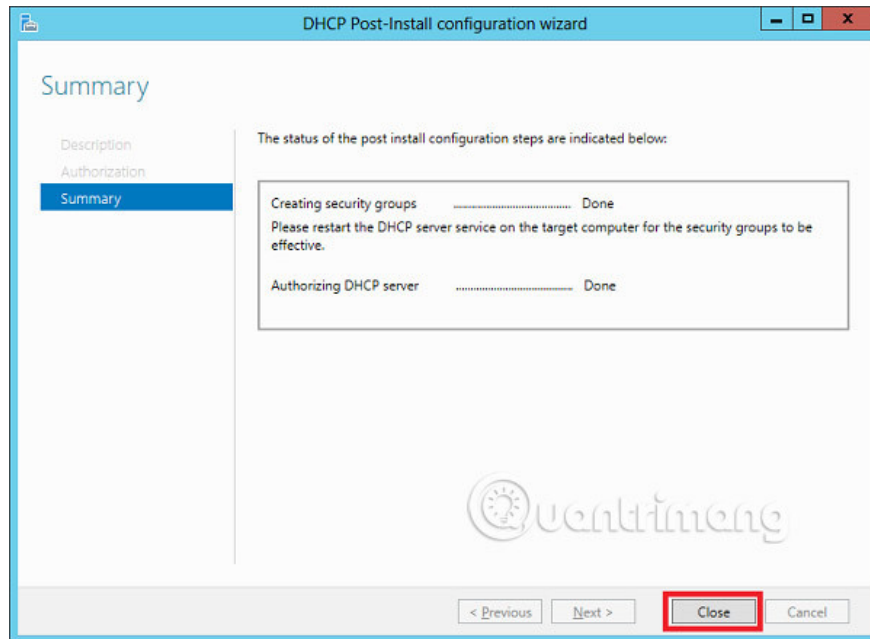 DHCP Post-Install configuration wizard
Summary
Description
Authorization
Summary
The status of the post install configuration steps are indicated below:
Creating security groups ........................................ Done
Please restart the DHCP server service on the target computer for the security groups to be
effective.
Authorizing DHCP server ........................................ Done
Quantrimang
< Previous Next > Close Cancel